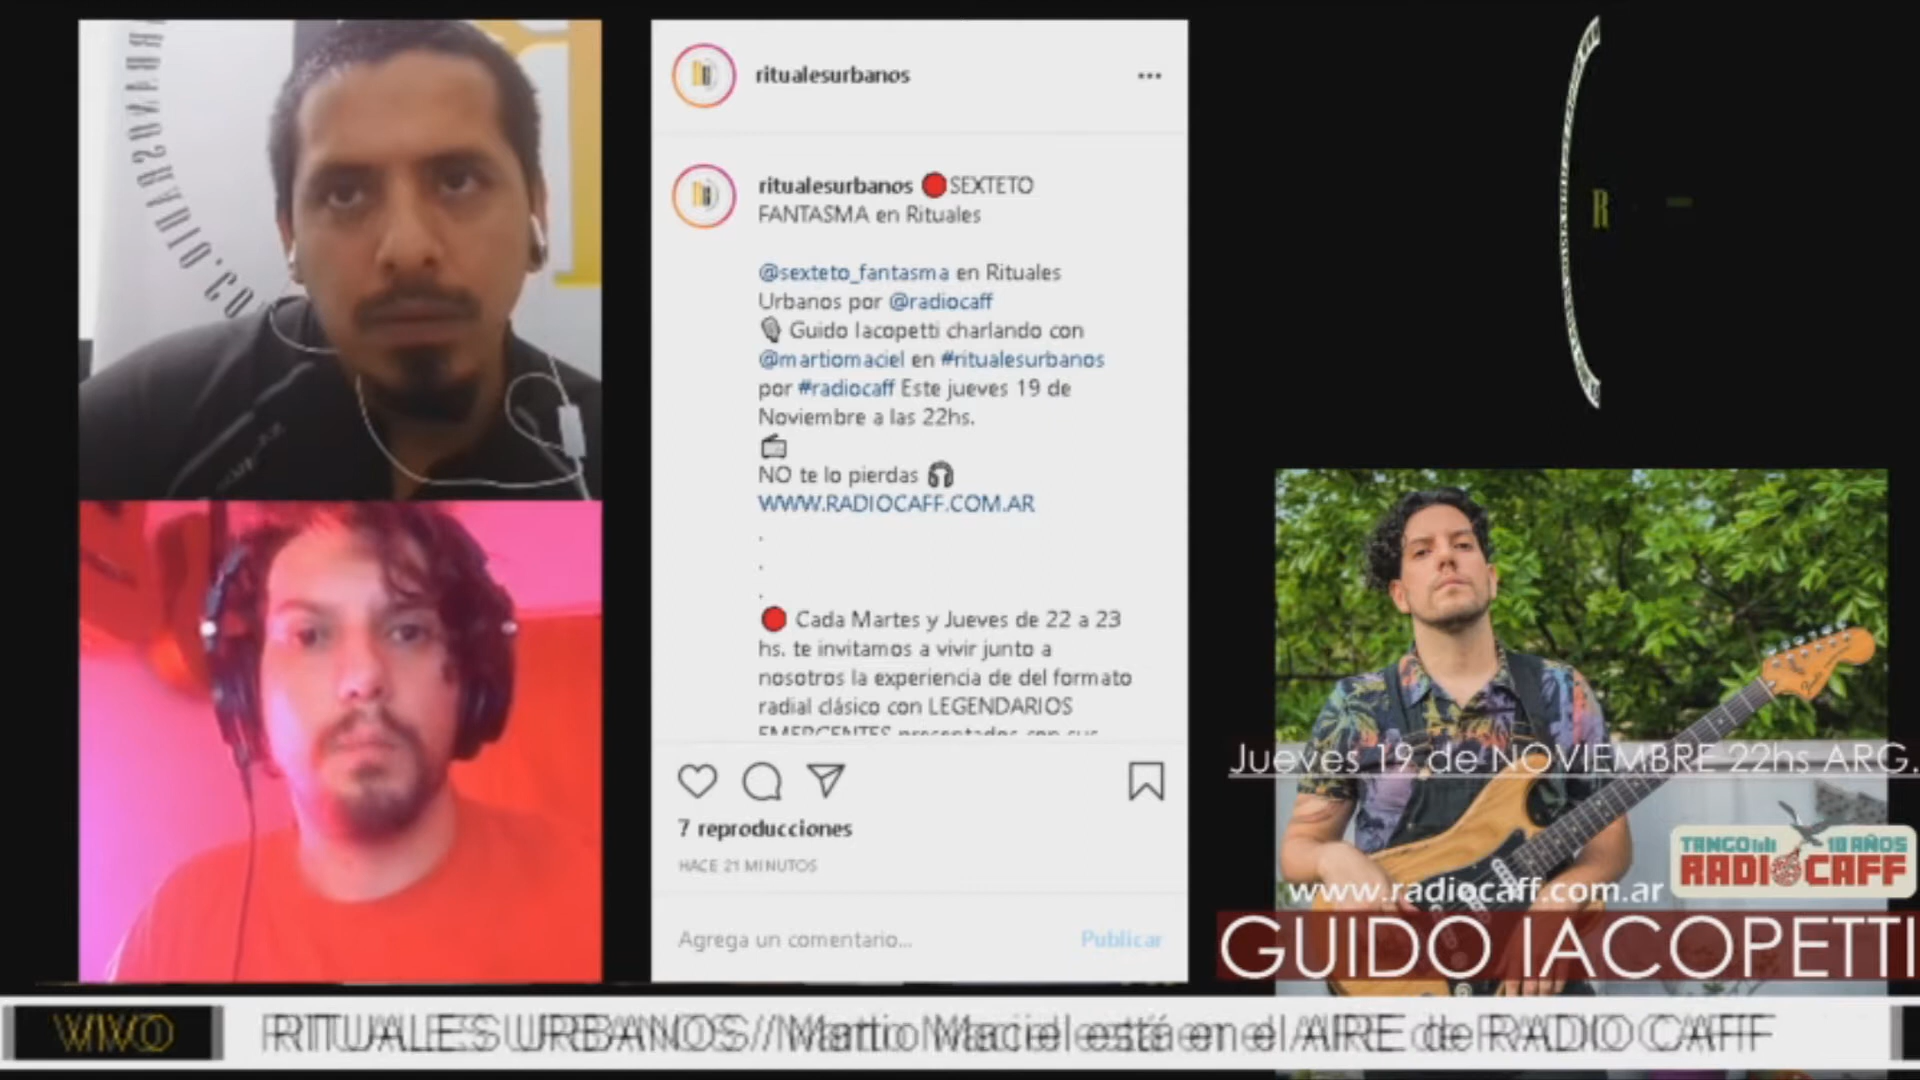 ritualesurbanos
ritualesurbanos 🔴SEXTETO
FANTASMA en Rituales
@sexteto_fantasma en Rituales
Urbanos por @radiocaff
🎙 Guido Iacopetti charlando con
@martiomaciel en #ritualesurbanos
por #radiocaff Este jueves 19 de
Noviembre a las 22hs.
📻
NO te lo pierdas 🎧
WWW.RADIOCAFF.COM.AR
.
.
.
🔴 Cada Martes y Jueves de 22 a 23
hs. te invitamos a vivir junto a
nosotros la experiencia de del formato
radial clásico con LEGENDARIOS
EMERGENTES presentados con sus
7 reproducciones
HACE 21 MINUTOS
Agrega un comentario...
Publicar
R
Jueves 19 de NOVIEMBRE 22hs ARG.
TANGO 10 AÑOS
RADIOCAFF
www.radiocaff.com.ar
GUIDO IACOPETTI
VIVO
RITUALES URBANOS // Martio Maciel está en el AIRE de RADIO CAFF